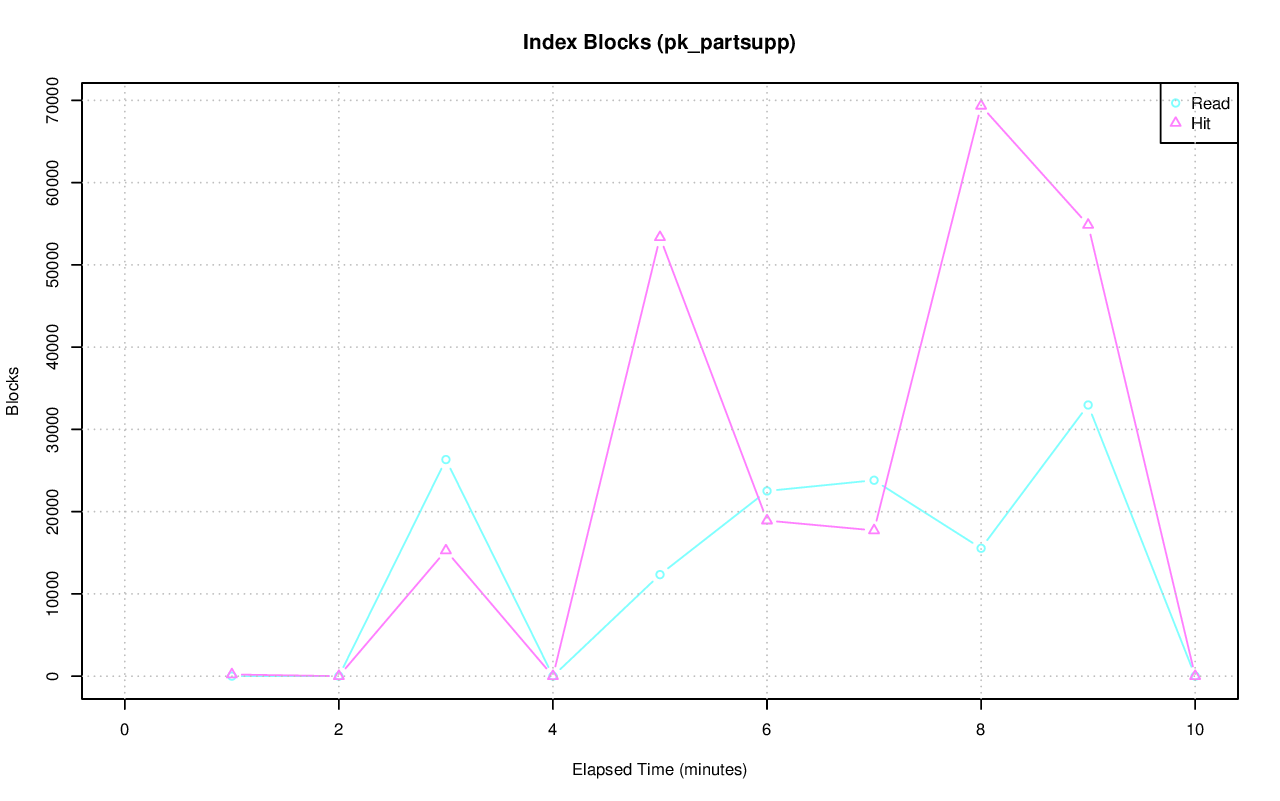 Index Blocks (pk_partsupp)
Read
Hit
Blocks
70000
60000
50000
40000
30000
20000
10000
0
0 2 4 6 8 10
Elapsed Time (minutes)